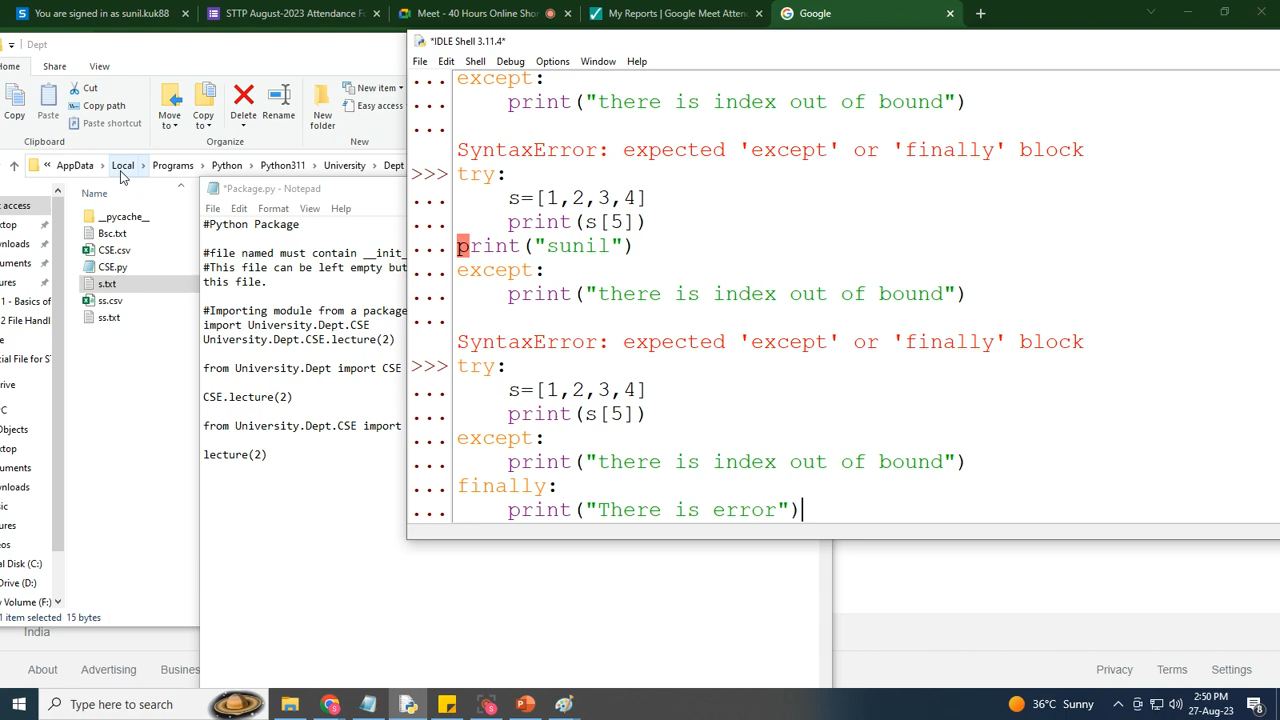 You are signed in as sunil.kuk88
STTP August-2023 Attendance Fo
Meet - 40 Hours Online Shor
My Reports | Google Meet Atten
Google
Dept
Home Share View
Copy
Paste
Cut
Copy path
Paste shortcut
Clipboard
Move to
Copy to
Delete
Rename
Organize
New folder
New item
Easy access
New
AppData Local Programs Python Python311 University Dept
Name
__pycache__
Bsc.txt
CSE.csv
CSE.py
s.txt
ss.csv
ss.txt
1 item selected 15 bytes
*Package.py - Notepad
File Edit Format View Help
#Python Package
#file named must contain __init_
#This file can be left empty but
this file.
#Importing module from a package
import University.Dept.CSE
University.Dept.CSE.lecture(2)
from University.Dept import CSE
CSE.lecture(2)
from University.Dept.CSE import
lecture(2)
*IDLE Shell 3.11.4*
File Edit Shell Debug Options Window Help
... except:
...     print("there is index out of bound")
...
SyntaxError: expected 'except' or 'finally' block
>>> try:
...     s=[1,2,3,4]
...     print(s[5])
... print("sunil")
... except:
...     print("there is index out of bound")
...
SyntaxError: expected 'except' or 'finally' block
>>> try:
...     s=[1,2,3,4]
...     print(s[5])
... except:
...     print("there is index out of bound")
... finally:
...     print("There is error")
India
About Advertising Busines
Privacy Terms Settings
Type here to search
36°C Sunny
2:50 PM
27-Aug-23
8